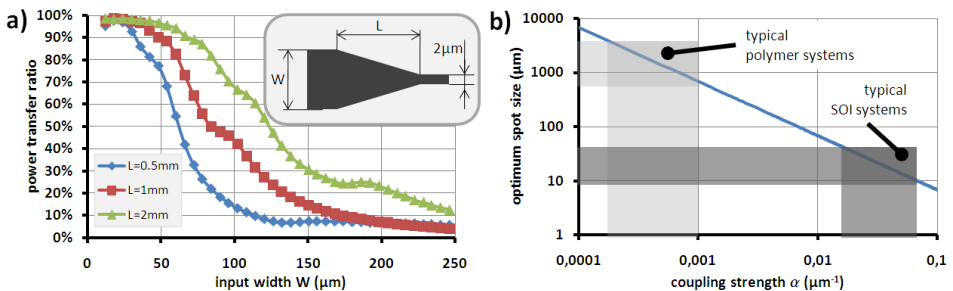 a)
power transfer ratio
100%
90%
80%
70%
60%
50%
40%
30%
20%
10%
0%
0
50
100
150
200
250
input width W (µm)
L=0.5mm
L=1mm
L=2mm
L
W
2µm
b)
optimum spot size (µm)
10000
1000
100
10
1
0,0001
0,001
0,01
0,1
coupling strength α (µm⁻¹)
typical
polymer systems
typical
SOI systems